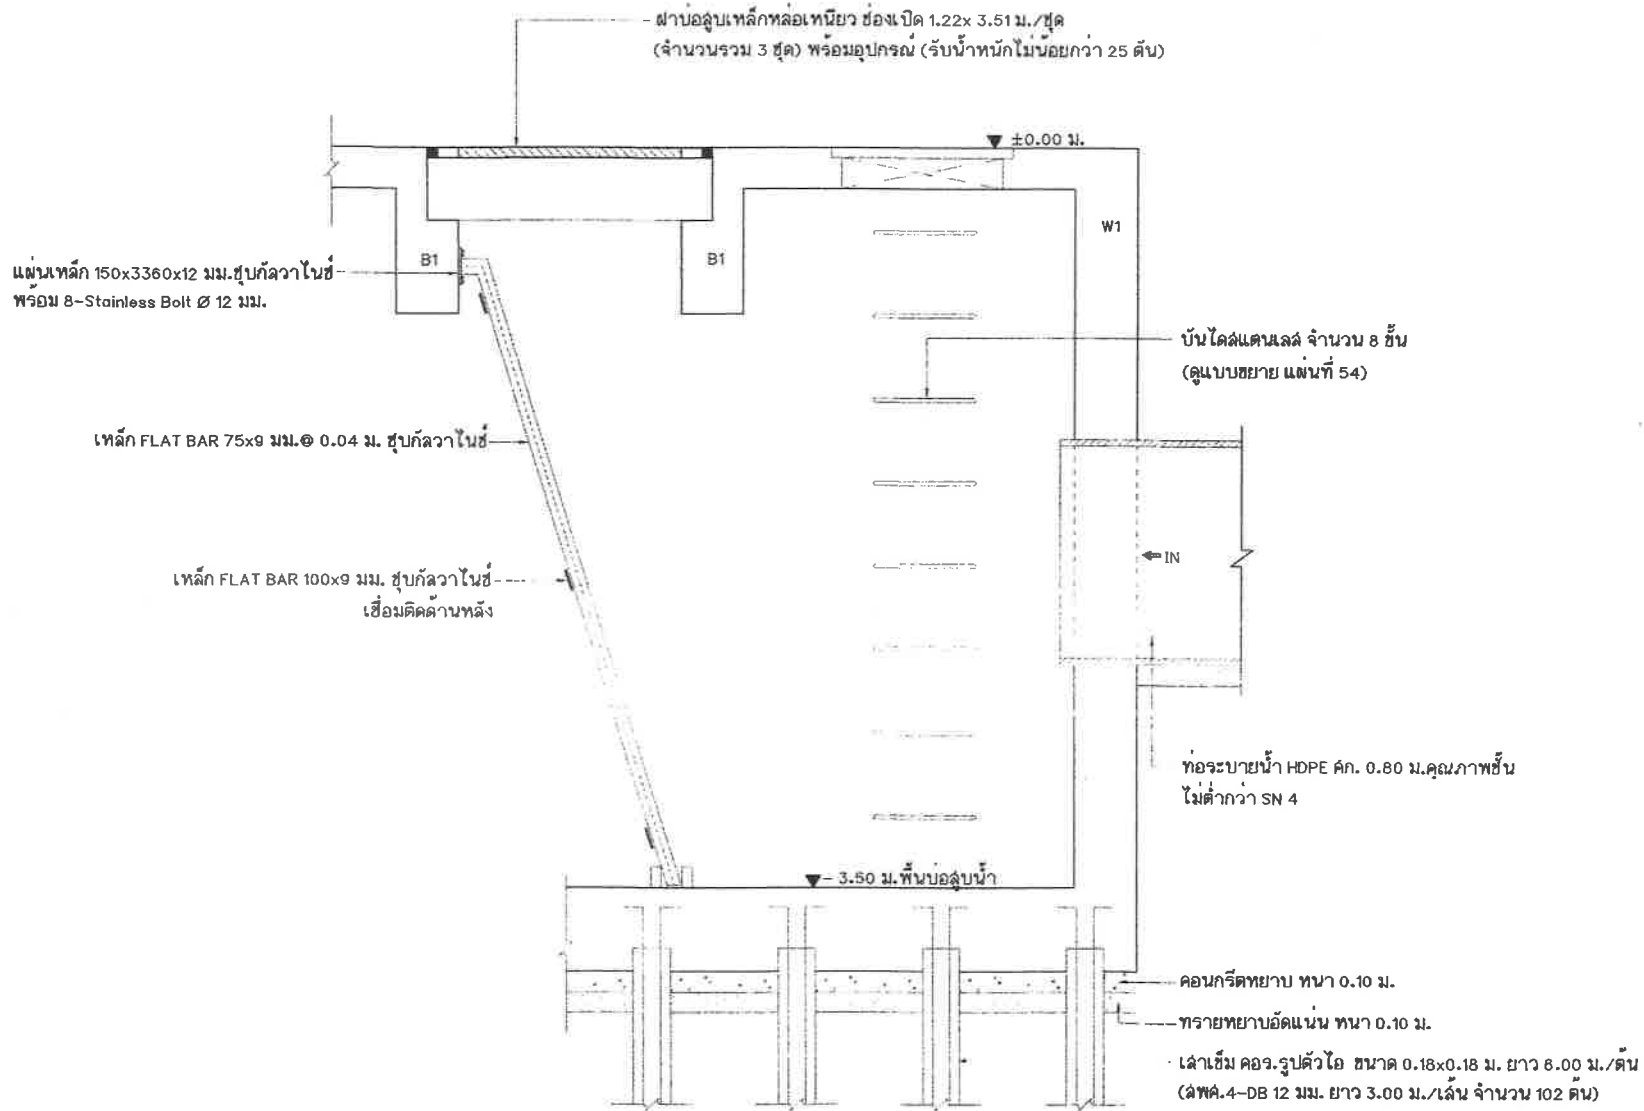 ฝาบ่อสูบเหล็กหล่อเหนียว ช่องเปิด 1.22x 3.51 ม./ชุด
(จำนวนรวม 3 ชุด) พร้อมอุปกรณ์ (รับน้ำหนักไม่น้อยกว่า 25 ตัน)
±0.00 ม.
W1
B1
B1
แผ่นเหล็ก 150x3360x12 มม.ชุบกัลวาไนซ์
พร้อม 8-Stainless Bolt Ø 12 มม.
บันไดสแตนเลส จำนวน 8 ขั้น
(ดูแบบขยาย แผ่นที่ 54)
เหล็ก FLAT BAR 75x9 มม.@ 0.04 ม. ชุบกัลวาไนซ์
IN
เหล็ก FLAT BAR 100x9 มม. ชุบกัลวาไนซ์
เชื่อมติดด้านหลัง
ท่อระบายน้ำ HDPE ศก. 0.80 ม.คุณภาพชั้น
ไม่ต่ำกว่า SN 4
- 3.50 ม.พื้นบ่อสูบน้ำ
คอนกรีตหยาบ หนา 0.10 ม.
ทรายหยาบอัดแน่น หนา 0.10 ม.
เสาเข็ม คอร.รูปตัวไอ ขนาด 0.18x0.18 ม. ยาว 6.00 ม./ต้น
(สพศ.4-DB 12 มม. ยาว 3.00 ม./เส้น จำนวน 102 ต้น)